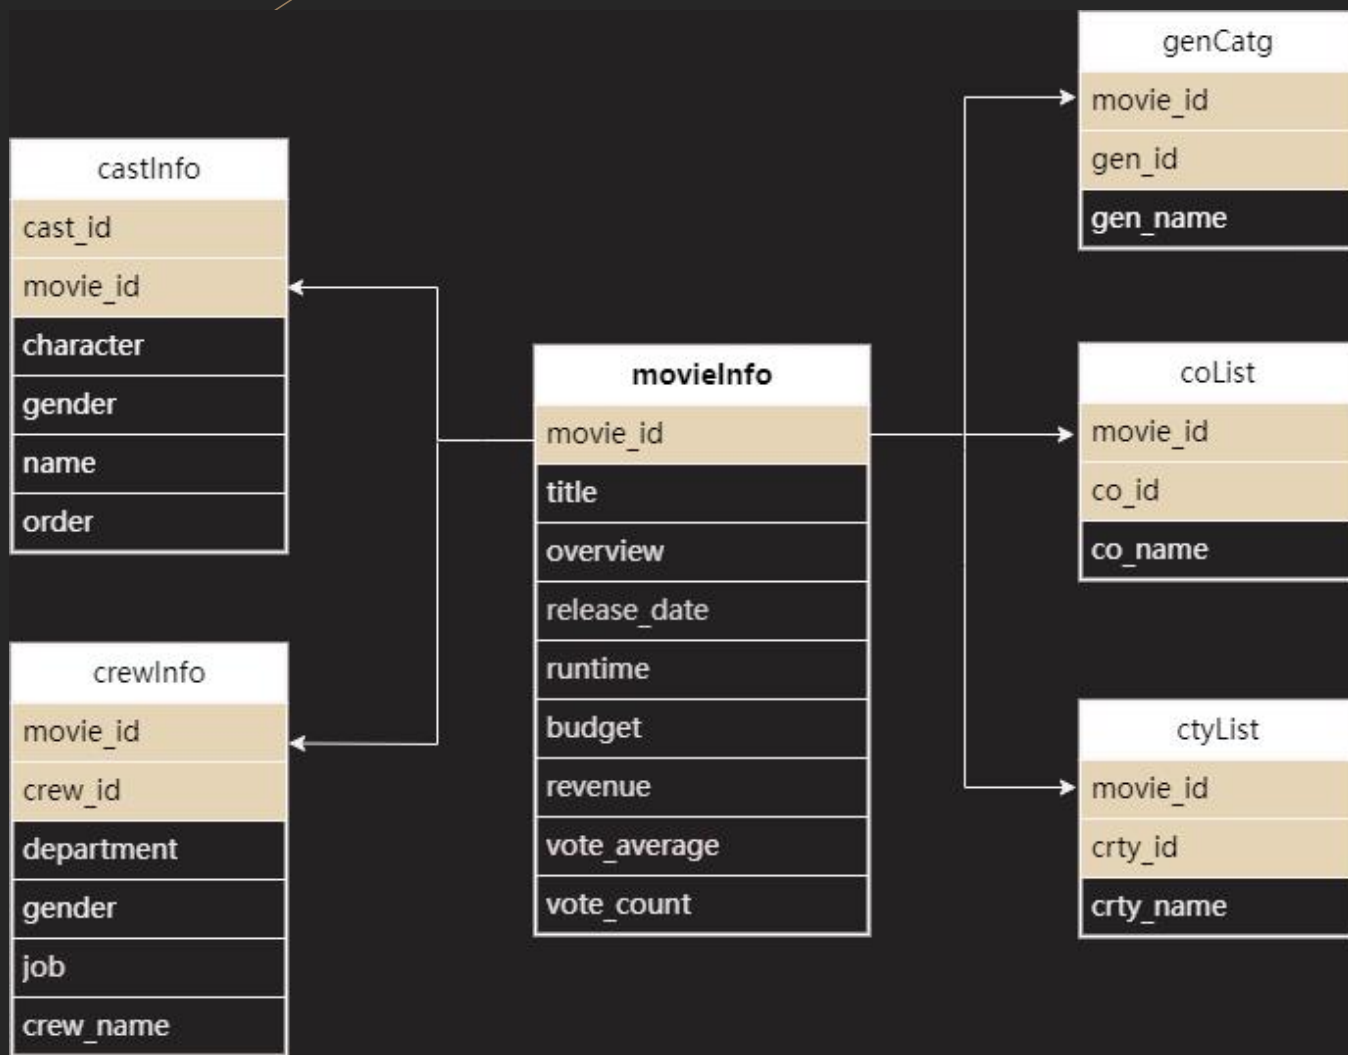 castInfo
cast_id
movie_id
character
gender
name
order
crewInfo
movie_id
crew_id
department
gender
job
crew_name
movieInfo
movie_id
title
overview
release_date
runtime
budget
revenue
vote_average
vote_count
genCatg
movie_id
gen_id
gen_name
coList
movie_id
co_id
co_name
ctyList
movie_id
crty_id
crty_name